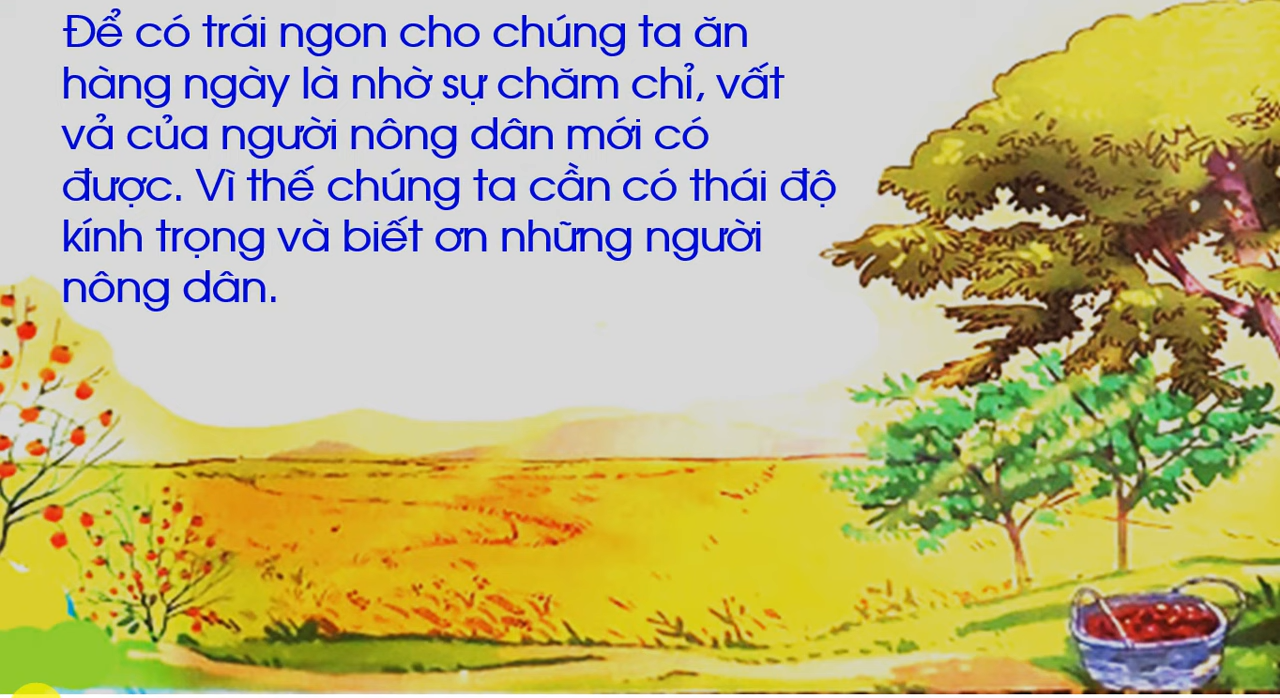 Để có trái ngon cho chúng ta ăn
hàng ngày là nhờ sự chăm chỉ, vất
vả của người nông dân mới có
được. Vì thế chúng ta cần có thái độ
kính trọng và biết ơn những người
nông dân.